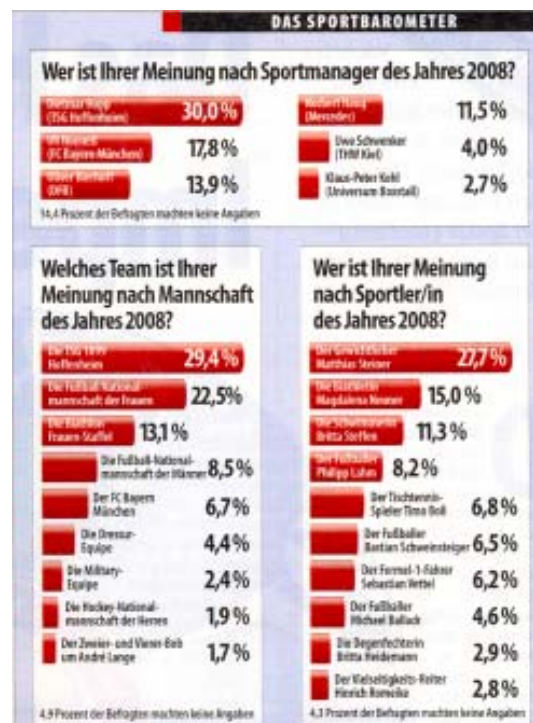 DAS SPORTBAROMETER
Wer ist Ihrer Meinung nach Sportmanager des Jahres 2008?
Dietmar Hopp
(TSG Hoffenheim)
30,0%
Uli Hoeneß
(FC Bayern München)
17,8%
Oliver Bierhoff
(DFB)
13,9%
Norbert Haug
(Mercedes)
11,5%
Uwe Schwenker
(THW Kiel)
4,0%
Klaus-Peter Kohl
(Universum Boxstall)
2,7%
14,4 Prozent der Befragten machten keine Angaben
Welches Team ist Ihrer
Meinung nach Mannschaft
des Jahres 2008?
Die TSG 1899
Hoffenheim
29,4%
Die Fußball-National-
mannschaft der Frauen
22,5%
Die Biathlon
Frauen-Staffel
13,1%
Die Fußball-National-
mannschaft der Männer
8,5%
Der FC Bayern
München
6,7%
Die Dressur-
Equipe
4,4%
Die Military-
Equipe
2,4%
Die Hockey-National-
mannschaft der Herren
1,9%
Der Zweier- und Vierer-Bob
um André Lange
1,7%
4,9 Prozent der Befragten machten keine Angaben
Wer ist Ihrer Meinung
nach Sportler/in
des Jahres 2008?
Der Gewichtheber
Matthias Steiner
27,7%
Die Biathletin
Magdalena Neuner
15,0%
Die Schwimmerin
Britta Steffen
11,3%
Der Fußballer
Philipp Lahm
8,2%
Der Tischtennis-
Spieler Timo Boll
6,8%
Der Fußballer
Bastian Schweinsteiger
6,5%
Der Formel-1-Fahrer
Sebastian Vettel
6,2%
Der Fußballer
Michael Ballack
4,6%
Die Degenfechterin
Britta Heidemann
2,9%
Der Vielseitigkeits-Reiter
Hinrich Romeike
2,8%
4,3 Prozent der Befragten machten keine Angaben